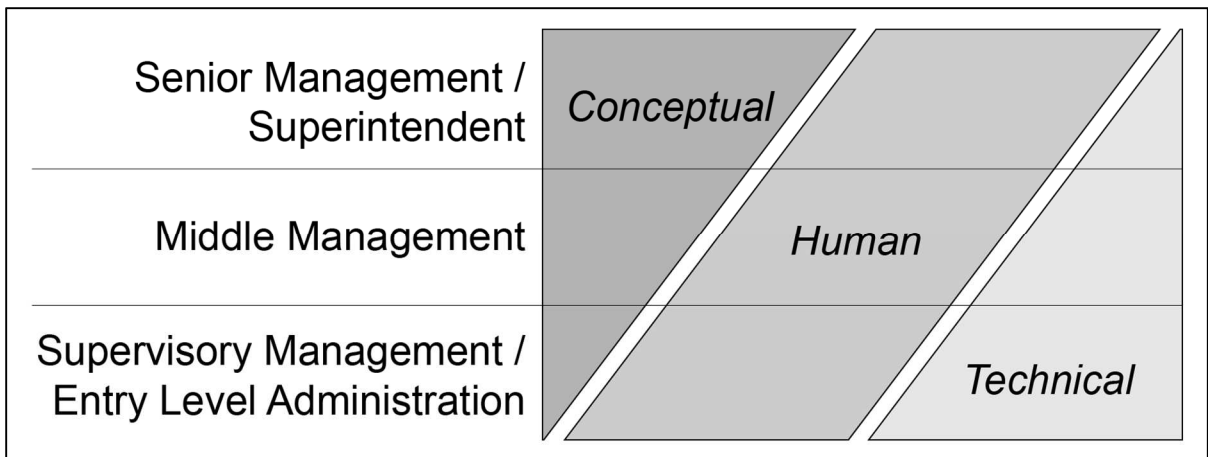 Senior Management /
Superintendent
Conceptual
Middle Management
Human
Supervisory Management /
Entry Level Administration
Technical